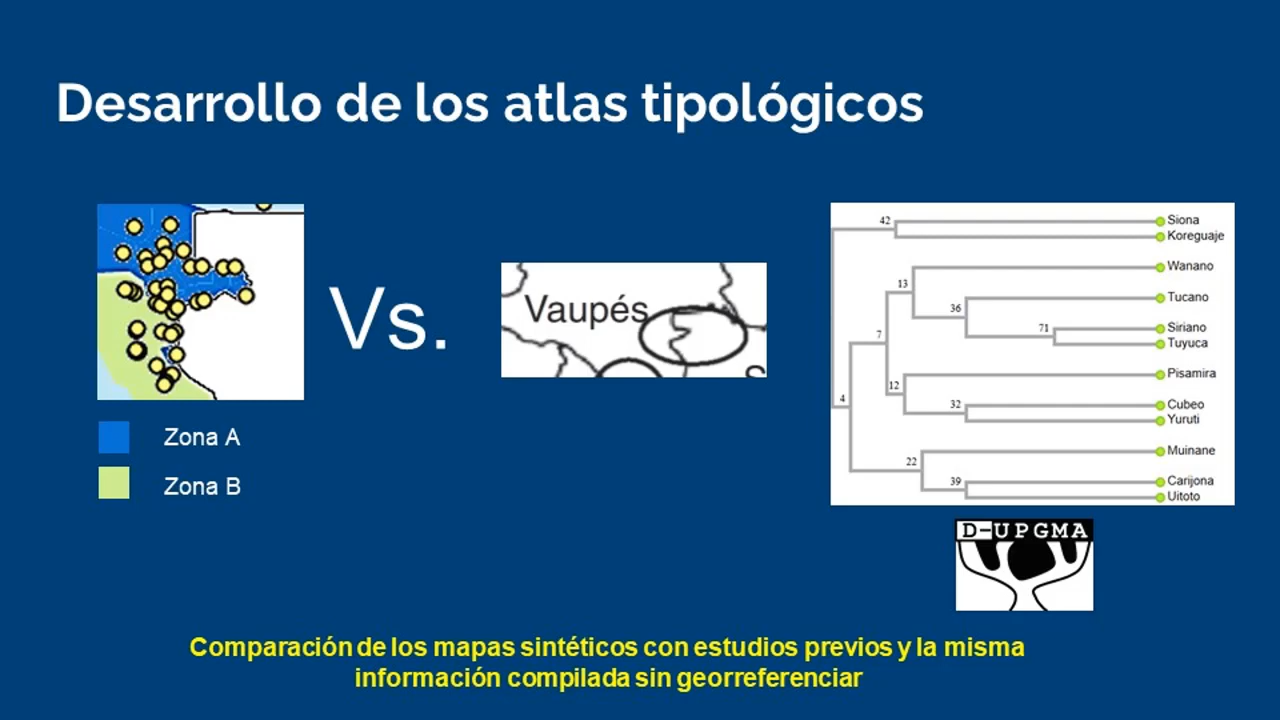 Desarrollo de los atlas tipológicos
Vs.
Vaupés
Zona A
Zona B
42
Siona
Koreguaje
Wanano
13
Tucano
36
Siriano
71
Tuyuca
7
Pisamira
12
Cubeo
32
Yuruti
4
Muinane
22
Carijona
39
Uitoto
D-UPGMA
Comparación de los mapas sintéticos con estudios previos y la misma
información compilada sin georreferenciar